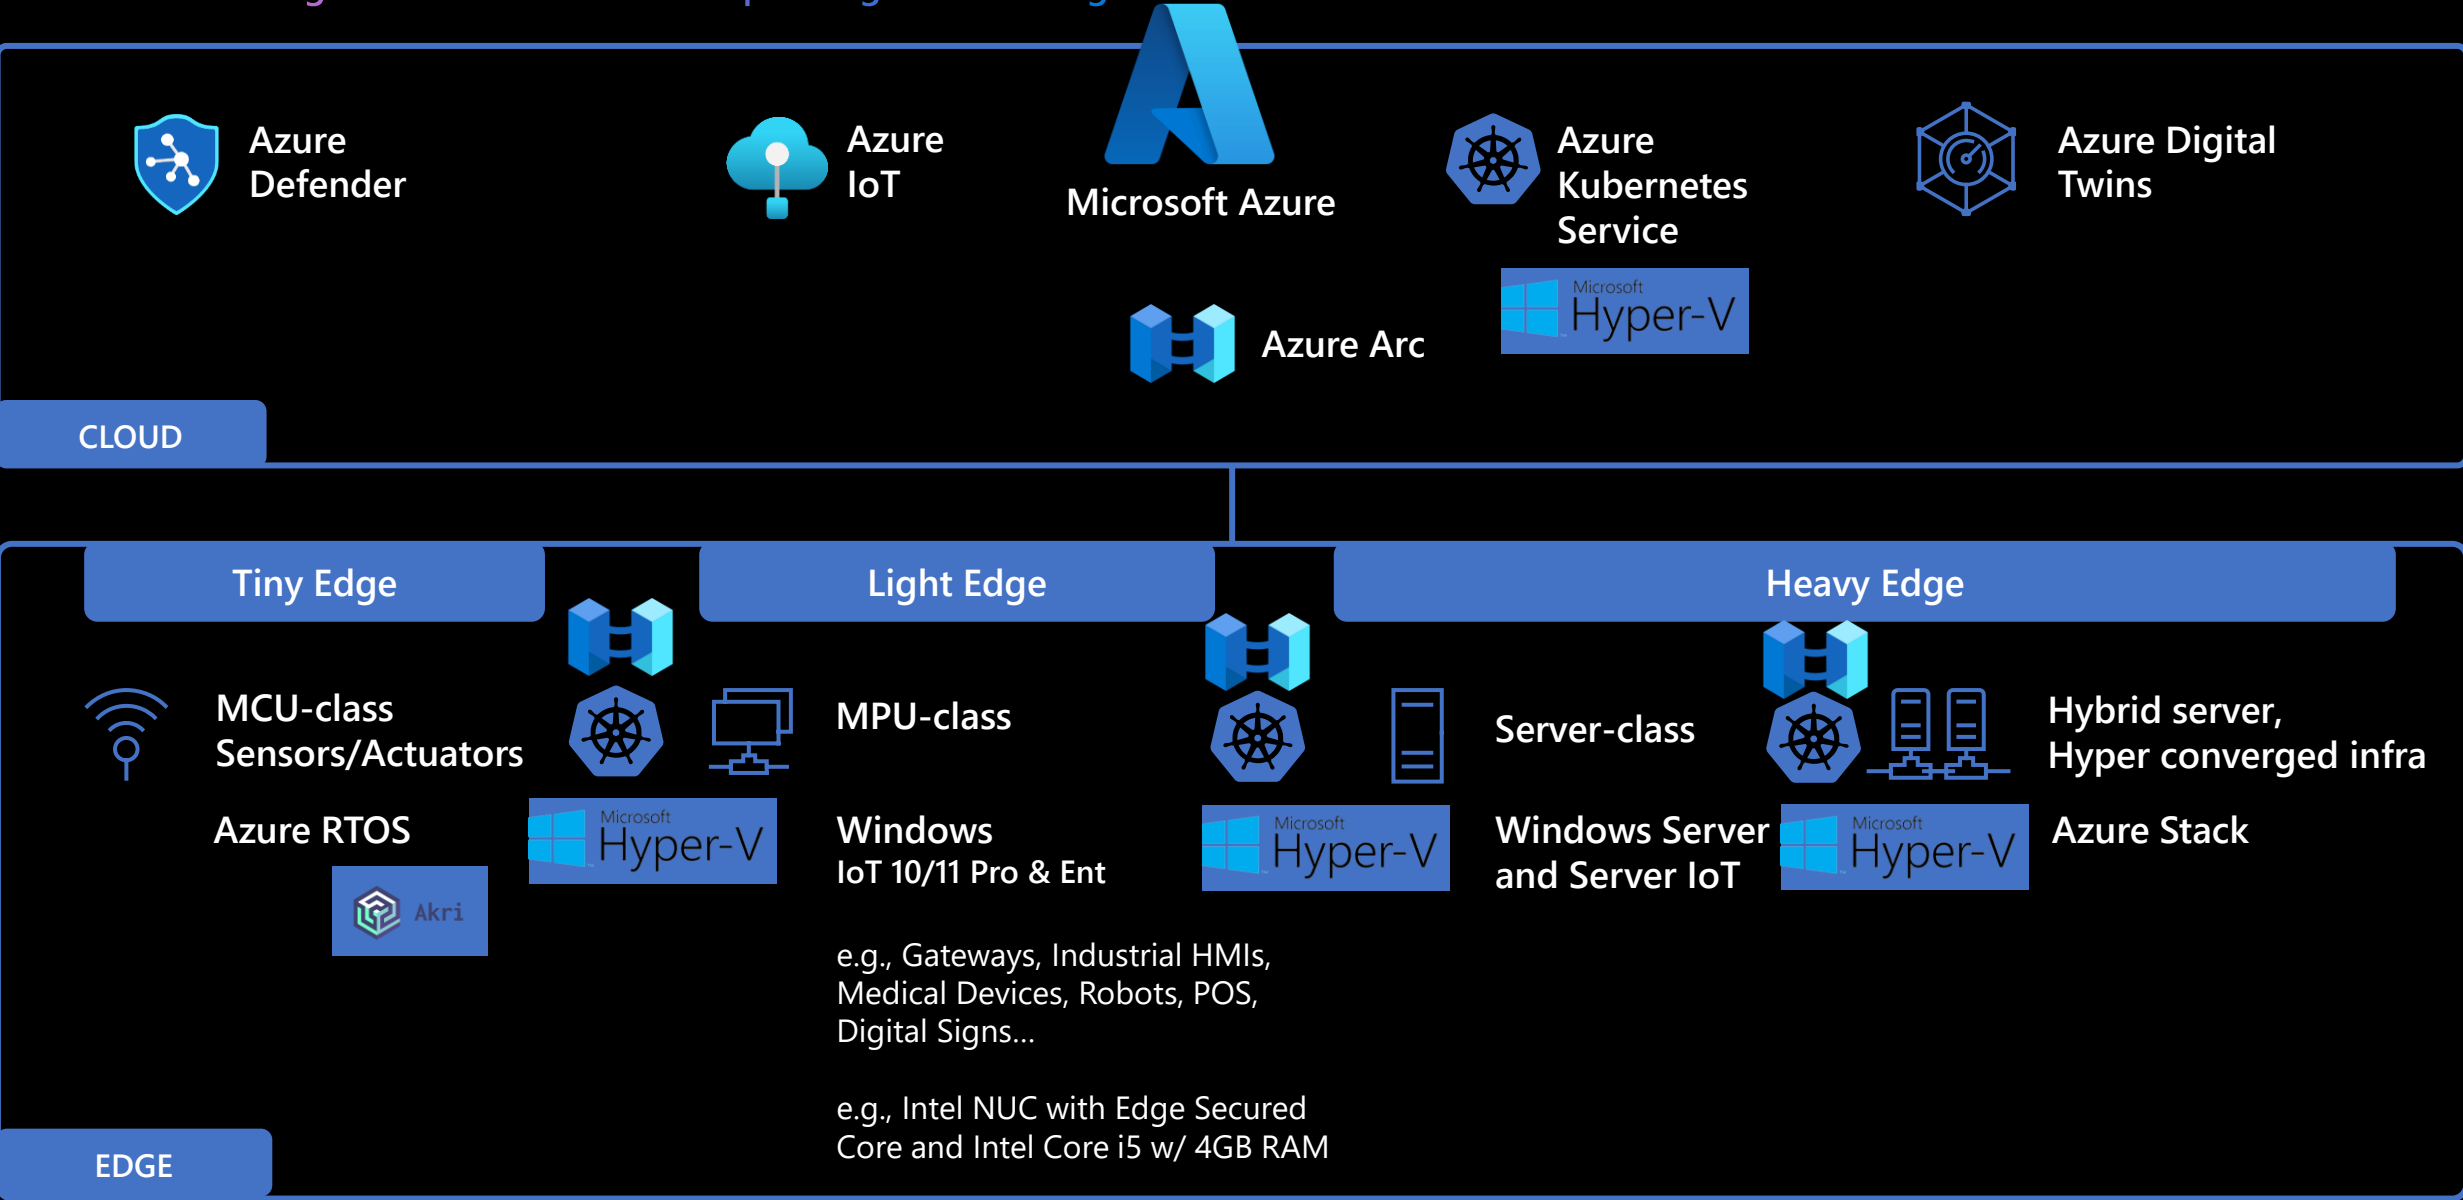 Azure
Defender
Azure
IoT
Microsoft Azure
Azure
Kubernetes
Service
Azure Digital
Twins
Microsoft
Hyper-V
Azure Arc
CLOUD
Tiny Edge
Light Edge
Heavy Edge
MCU-class
Sensors/Actuators
MPU-class
Server-class
Hybrid server,
Hyper converged infra
Azure RTOS
Akri
Microsoft
Hyper-V
Windows
IoT 10/11 Pro & Ent
Microsoft
Hyper-V
Windows Server
and Server IoT
Microsoft
Hyper-V
Azure Stack
e.g., Gateways, Industrial HMIs,
Medical Devices, Robots, POS,
Digital Signs...
e.g., Intel NUC with Edge Secured
Core and Intel Core i5 w/ 4GB RAM
EDGE